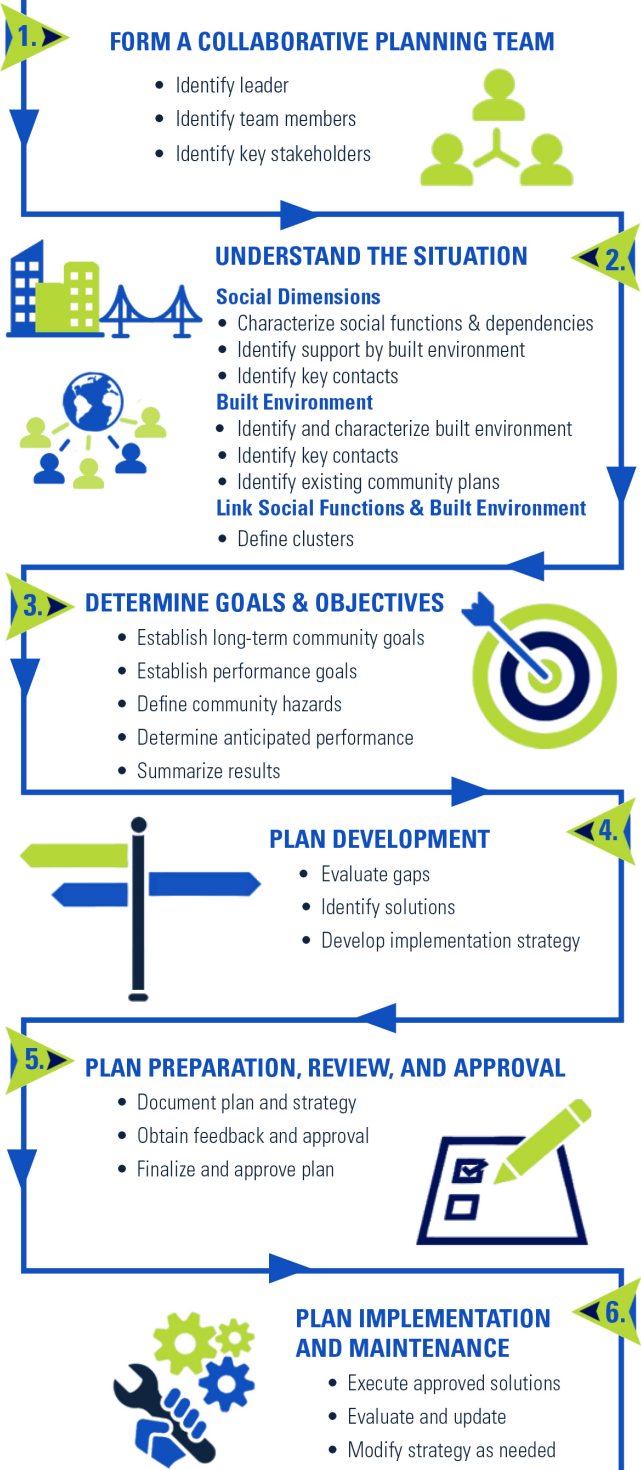 1.
FORM A COLLABORATIVE PLANNING TEAM
• Identify leader
• Identify team members
• Identify key stakeholders
2.
UNDERSTAND THE SITUATION
Social Dimensions
• Characterize social functions & dependencies
• Identify support by built environment
• Identify key contacts
Built Environment
• Identify and characterize built environment
• Identify key contacts
• Identify existing community plans
Link Social Functions & Built Environment
• Define clusters
3.
DETERMINE GOALS & OBJECTIVES
• Establish long-term community goals
• Establish performance goals
• Define community hazards
• Determine anticipated performance
• Summarize results
4.
PLAN DEVELOPMENT
• Evaluate gaps
• Identify solutions
• Develop implementation strategy
5.
PLAN PREPARATION, REVIEW, AND APPROVAL
• Document plan and strategy
• Obtain feedback and approval
• Finalize and approve plan
6.
PLAN IMPLEMENTATION
AND MAINTENANCE
• Execute approved solutions
• Evaluate and update
• Modify strategy as needed